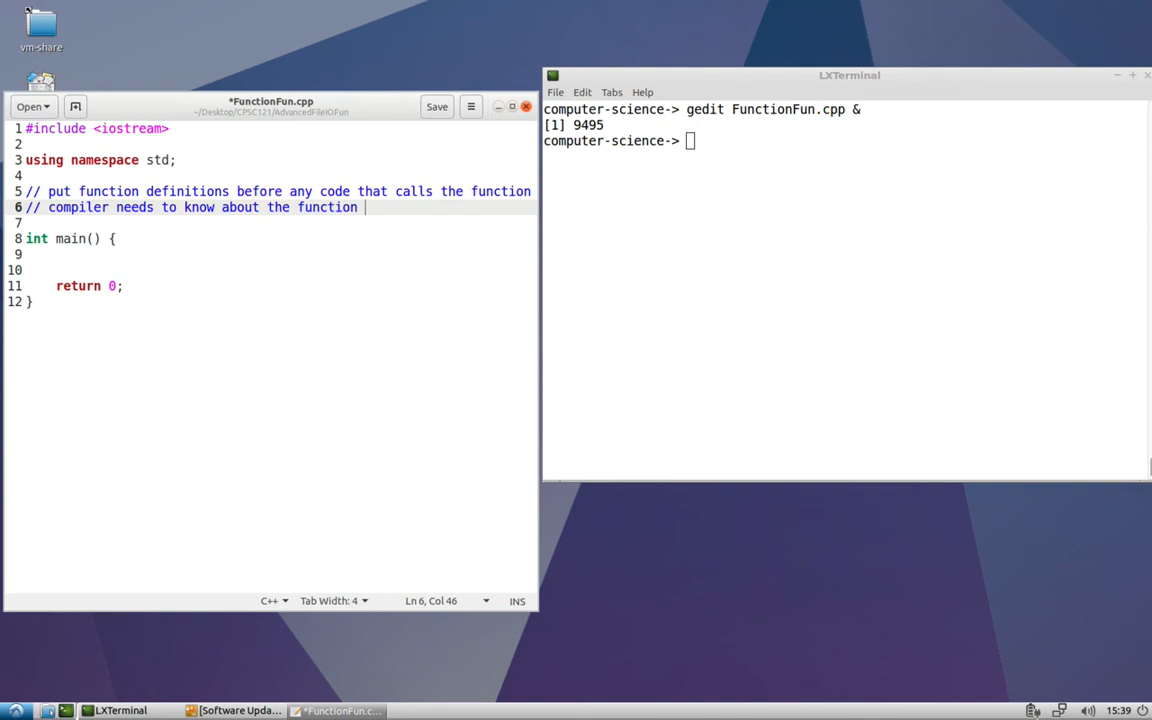 vm-share
Open
*FunctionFun.cpp
~/Desktop/CPSC121/AdvancedFileIOFun
Save
1 #include <iostream>
2
3 using namespace std;
4
5 // put function definitions before any code that calls the function
6 // compiler needs to know about the function
7
8 int main() {
9
10
11 return 0;
12 }
C++ Tab Width: 4 Ln 6, Col 46 INS
LXTerminal
File Edit Tabs Help
computer-science-> gedit FunctionFun.cpp &
[1] 9495
computer-science->
LXTerminal [Software Upda... *FunctionFun.c... 15:39